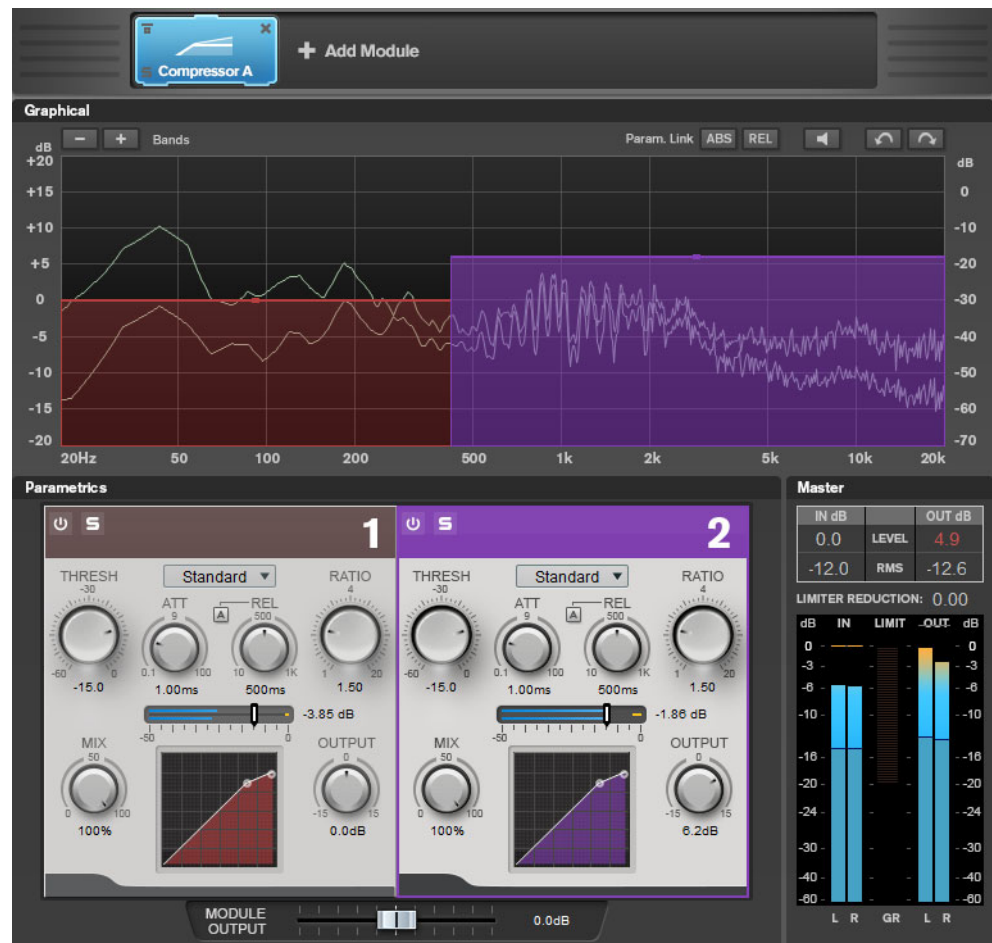 Compressor A
Add Module
Graphical
Bands
Param. Link ABS REL
dB
+20
+15
+10
+5
0
-5
-10
-15
-20
dB
0
-10
-20
-30
-40
-50
-60
-70
20Hz 50 100 200 500 1k 2k 5k 10k 20k
Parametrics
S 1
THRESH Standard RATIO
-30 4
ATT REL
9 A 500
-60 0 0.1 100 10 1K 1 20
-15.0 1.00ms 500ms 1.50
-3.85 dB
-50 0
MIX OUTPUT
50 0
0 100 -15 15
100% 0.0dB
S 2
THRESH Standard RATIO
-30 4
ATT REL
9 A 500
-60 0 0.1 100 10 1K 1 20
-15.0 1.00ms 500ms 1.50
-1.86 dB
-50 0
MIX OUTPUT
50 0
0 100 -15 15
100% 6.2dB
MODULE OUTPUT 0.0dB
Master
IN dB OUT dB
0.0 LEVEL 4.9
-12.0 RMS -12.6
LIMITER REDUCTION: 0.00
dB IN LIMIT OUT dB
0 0
-3 -3
-6 -6
-10 -10
-16 -16
-20 -20
-24 -24
-30 -30
-40 -40
-60 -60
L R GR L R